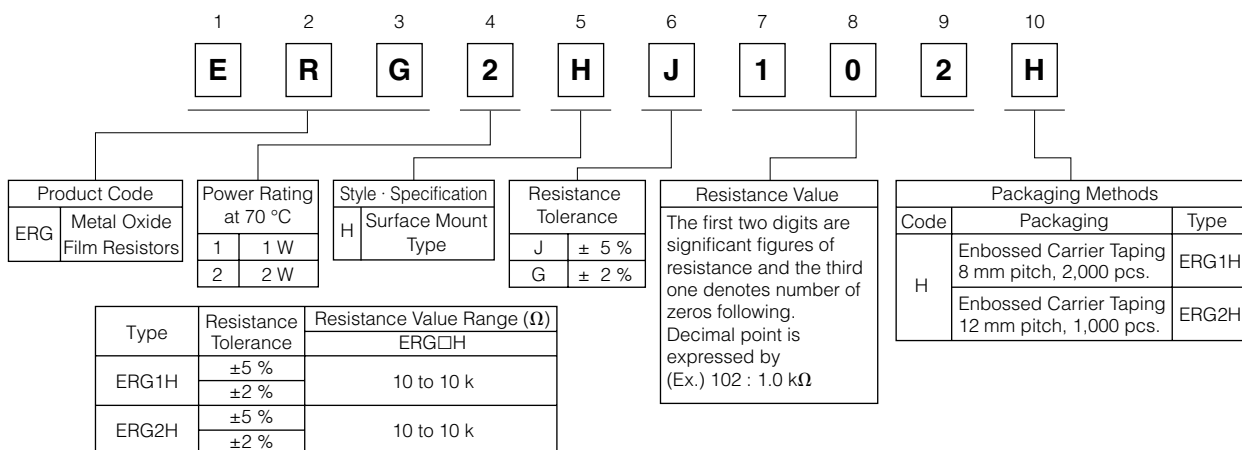 1 2 3 4 5 6 7 8 9 10
E R G 2 H J 1 0 2 H
Product Code
ERG
Metal Oxide
Film Resistors
Power Rating
at 70 °C
1 1 W
2 2 W
Style · Specification
H
Surface Mount
Type
Resistance
Tolerance
J ± 5 %
G ± 2 %
Resistance Value
The first two digits are
significant figures of
resistance and the third
one denotes number of
zeros following.
Decimal point is
expressed by
(Ex.) 102 : 1.0 kΩ
Packaging Methods
Code Packaging Type
H
Enbossed Carrier Taping
8 mm pitch, 2,000 pcs.
ERG1H
Enbossed Carrier Taping
12 mm pitch, 1,000 pcs.
ERG2H
Type
Resistance
Tolerance
Resistance Value Range (Ω)
ERG□H
ERG1H
±5 %
±2 %
10 to 10 k
ERG2H
±5 %
±2 %
10 to 10 k